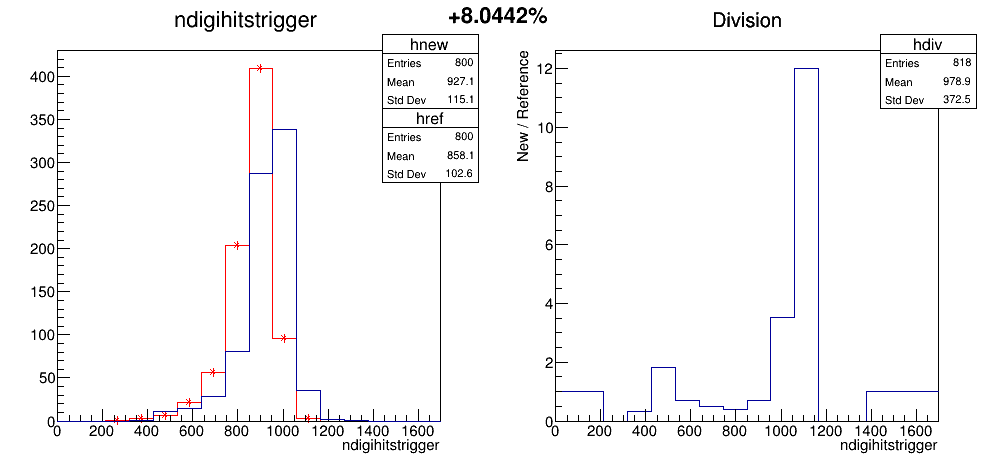 +8.0442%
ndigihitstrigger
hnew
Entries 800
Mean 927.1
Std Dev 115.1
href
Entries 800
Mean 858.1
Std Dev 102.6
400
350
300
250
200
150
100
50
0
0 200 400 600 800 1000 1200 1400 1600
ndigihitstrigger
Division
hdiv
Entries 818
Mean 978.9
Std Dev 372.5
New / Reference
12
10
8
6
4
2
0
0 200 400 600 800 1000 1200 1400 1600
ndigihitstrigger